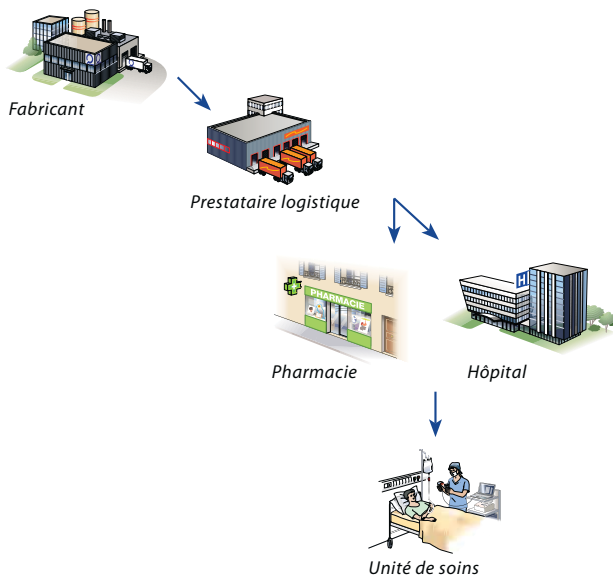 Fabricant
Prestataire logistique
PHARMACIE
H
Pharmacie
Hôpital
Unité de soins